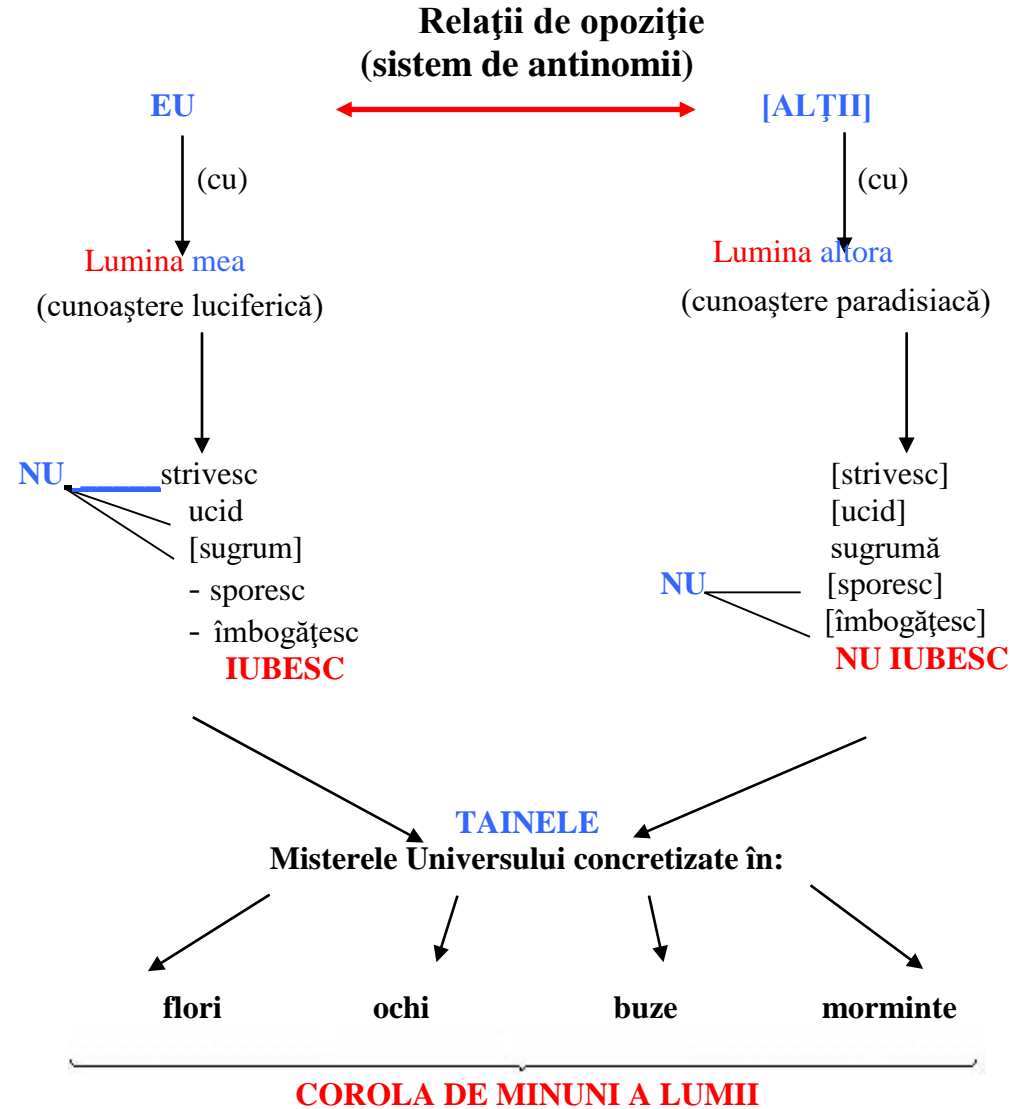 Relaţii de opoziţie
(sistem de antinomii)
EU [ALŢII]
(cu) (cu)
Lumina mea Lumina altora
(cunoaştere luciferică) (cunoaştere paradisiacă)
NU ______strivesc [strivesc]
ucid [ucid]
[sugrum] sugrumă
- sporesc NU [sporesc]
- îmbogăţesc [îmbogăţesc]
IUBESC NU IUBESC
TAINELE
Misterele Universului concretizate în:
flori ochi buze morminte
COROLA DE MINUNI A LUMII